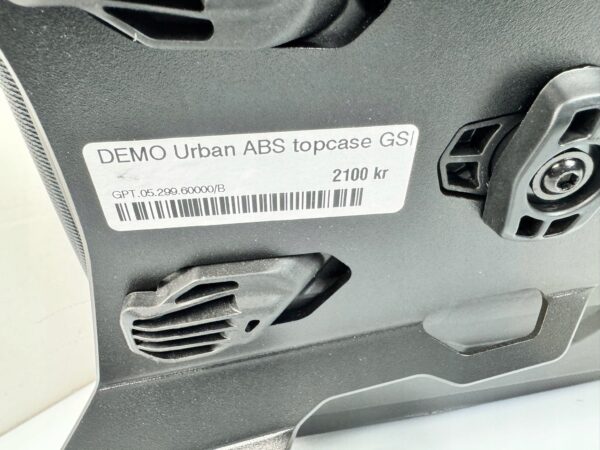 DEMO Urban ABS topcase GS
2100 kr
GPT.05.299.60000/B